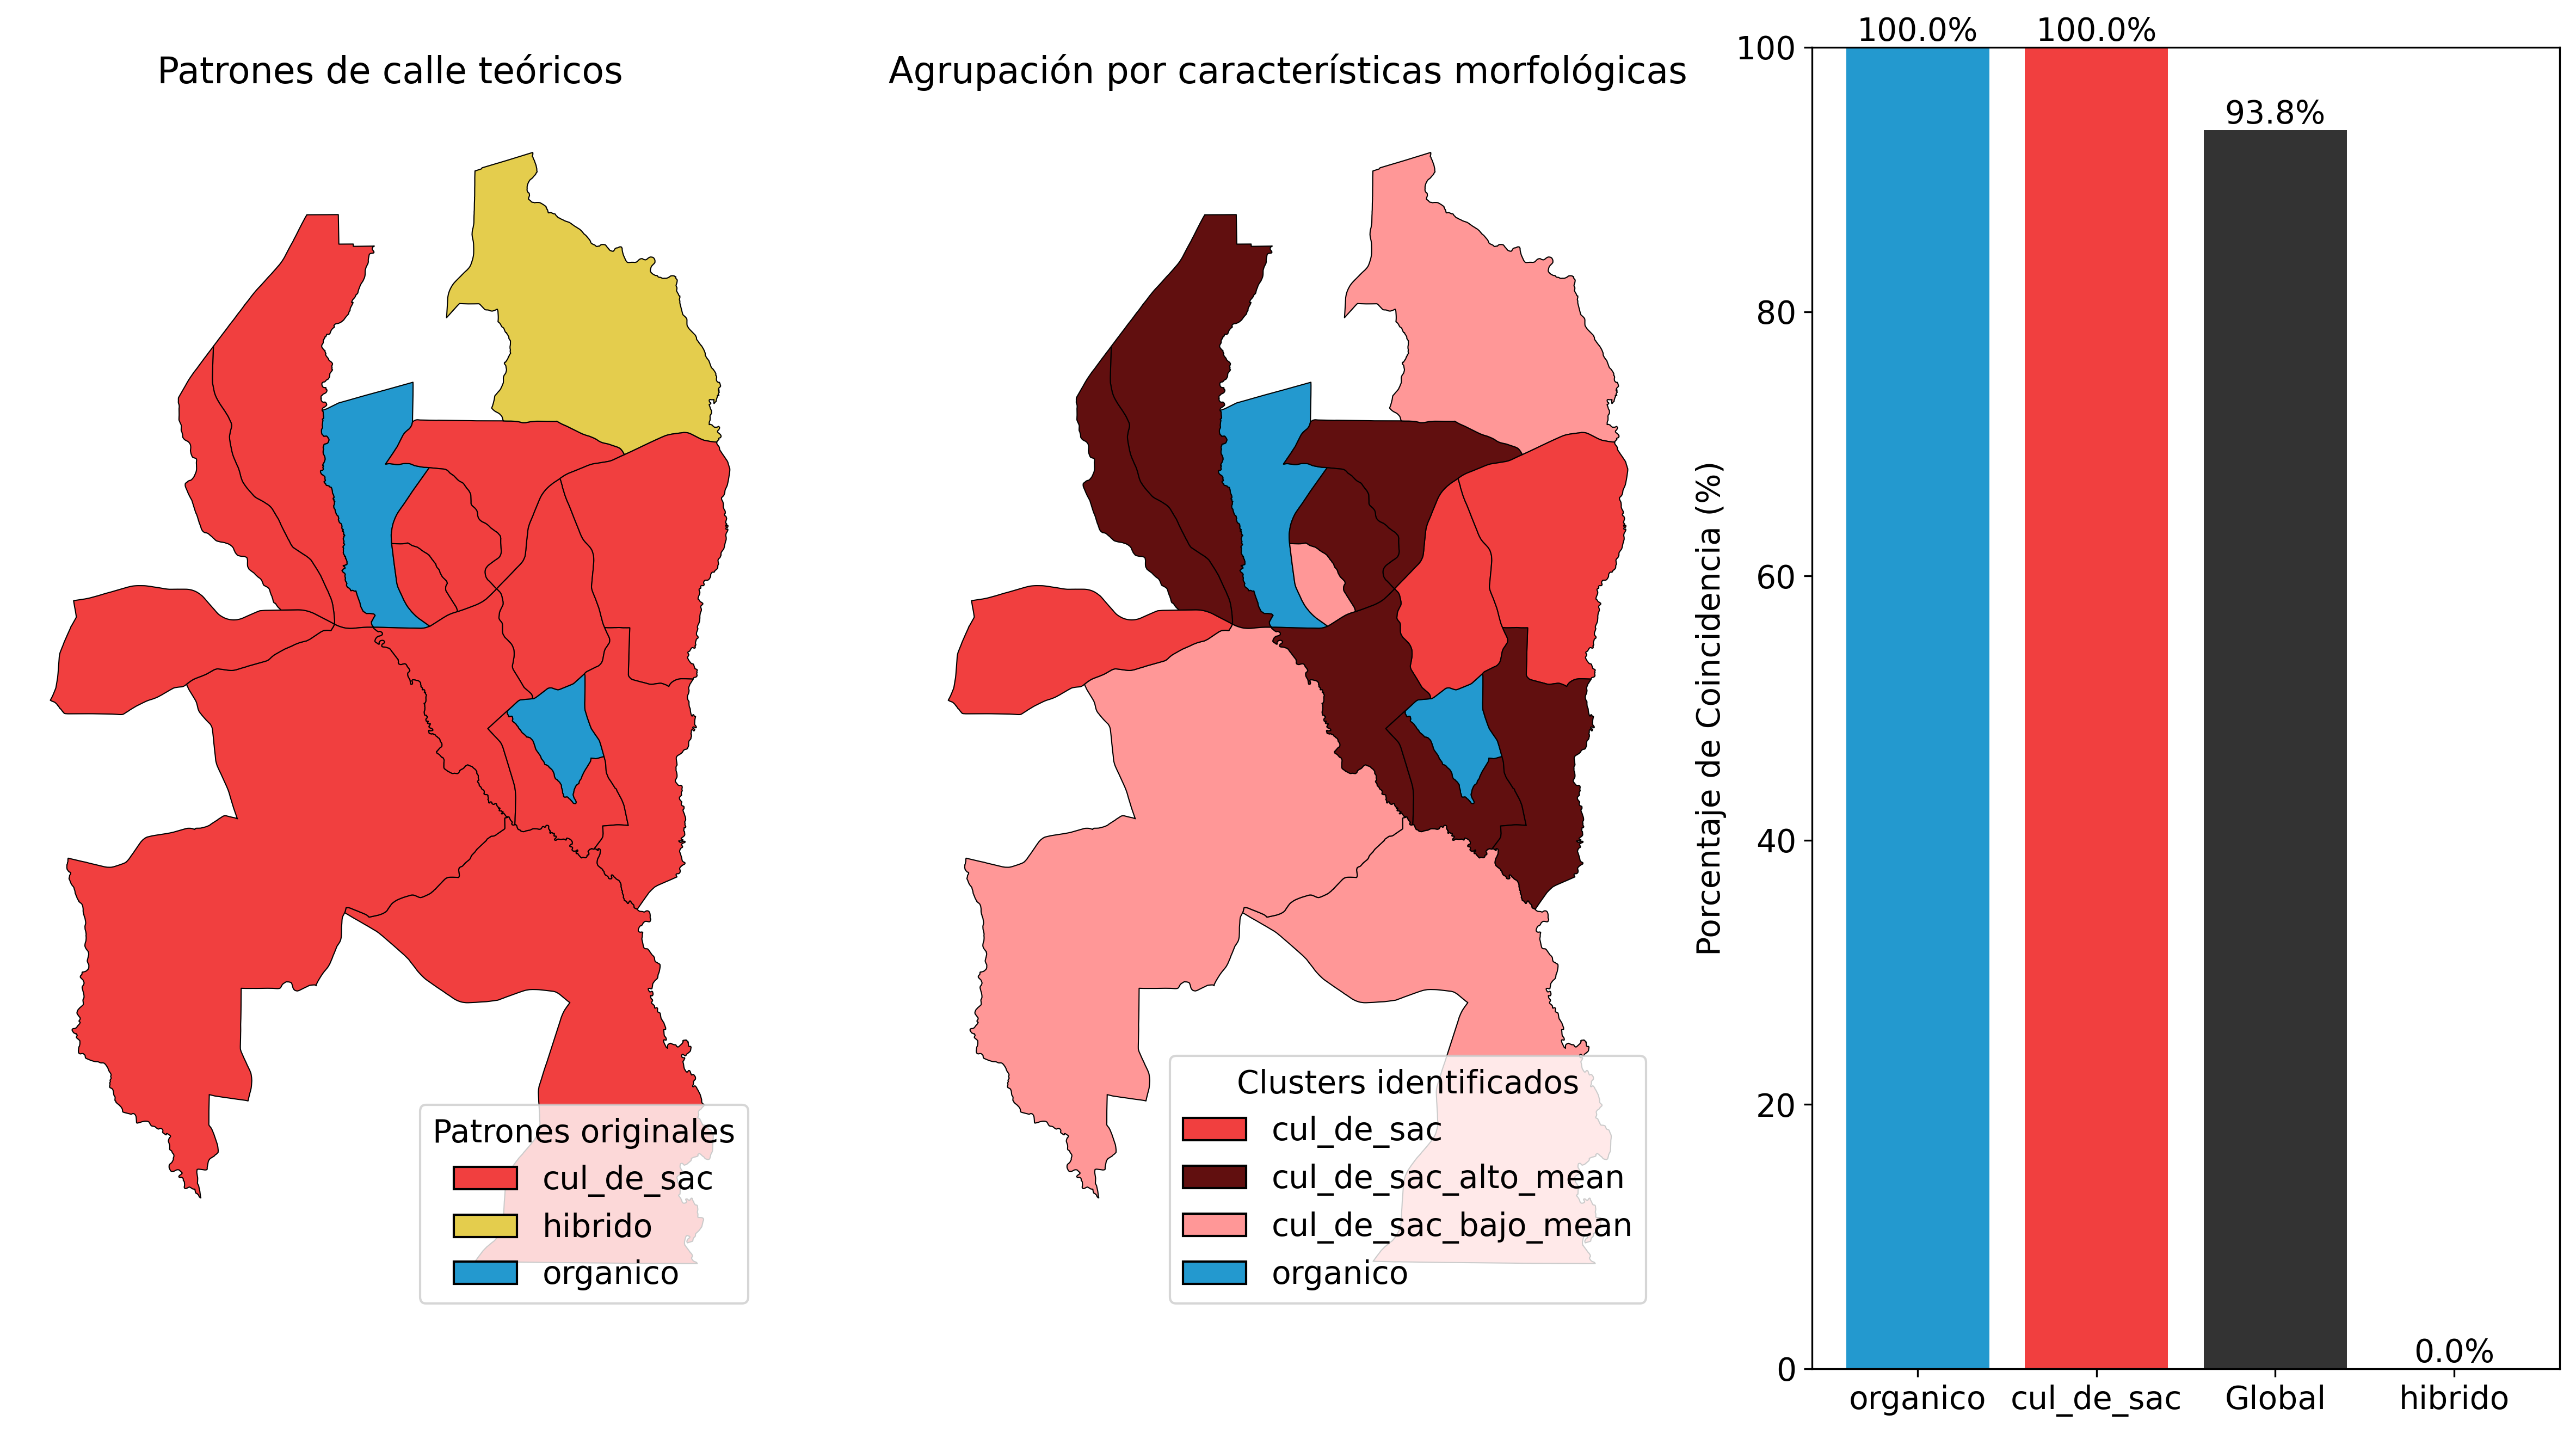 Patrones de calle teóricos
Patrones originales
cul_de_sac
hibrido
organico
Agrupación por características morfológicas
Clusters identificados
cul_de_sac
cul_de_sac_alto_mean
cul_de_sac_bajo_mean
organico
Porcentaje de Coincidencia (%)
100
80
60
40
20
0
100.0%
100.0%
93.8%
0.0%
organico
cul_de_sac
Global
hibrido